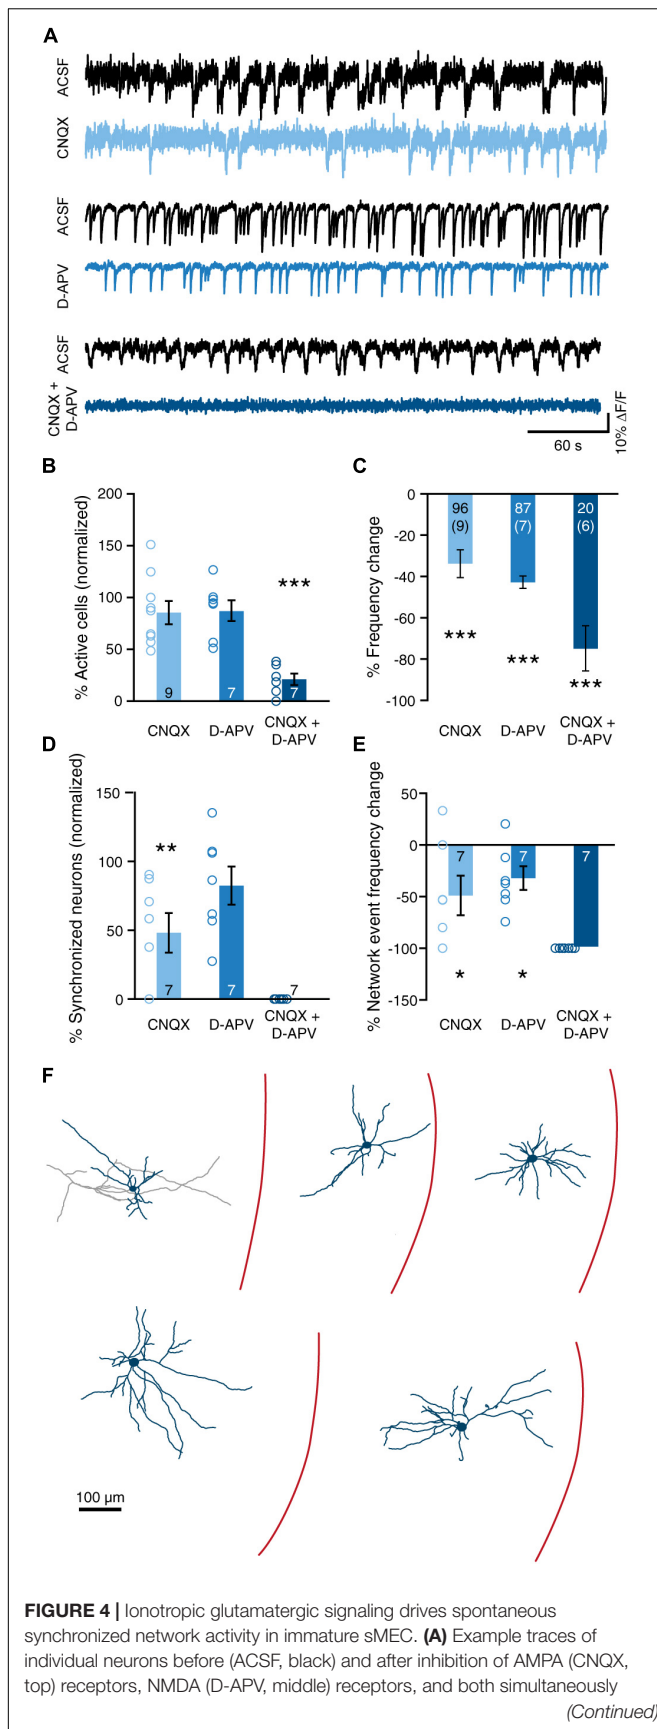 A
ACSF
CNQX
ACSF
D-APV
ACSF
CNQX +
D-APV
10% ΔF/F
60 s
B
% Active cells (normalized)
200
150
100
50
0
***
9
7
7
CNQX
D-APV
CNQX +
D-APV
C
% Frequency change
0
-20
-40
-60
-80
-100
96
(9)
87
(7)
20
(6)
***
***
***
CNQX
D-APV
CNQX +
D-APV
D
% Synchronized neurons (normalized)
150
100
50
0
**
7
7
7
CNQX
D-APV
CNQX +
D-APV
E
% Network event frequency change
50
0
-50
-100
-150
7
7
7
*
*
CNQX
D-APV
CNQX +
D-APV
F
100 µm
FIGURE 4 | Ionotropic glutamatergic signaling drives spontaneous
synchronized network activity in immature sMEC. (A) Example traces of
individual neurons before (ACSF, black) and after inhibition of AMPA (CNQX,
top) receptors, NMDA (D-APV, middle) receptors, and both simultaneously
(Continued)